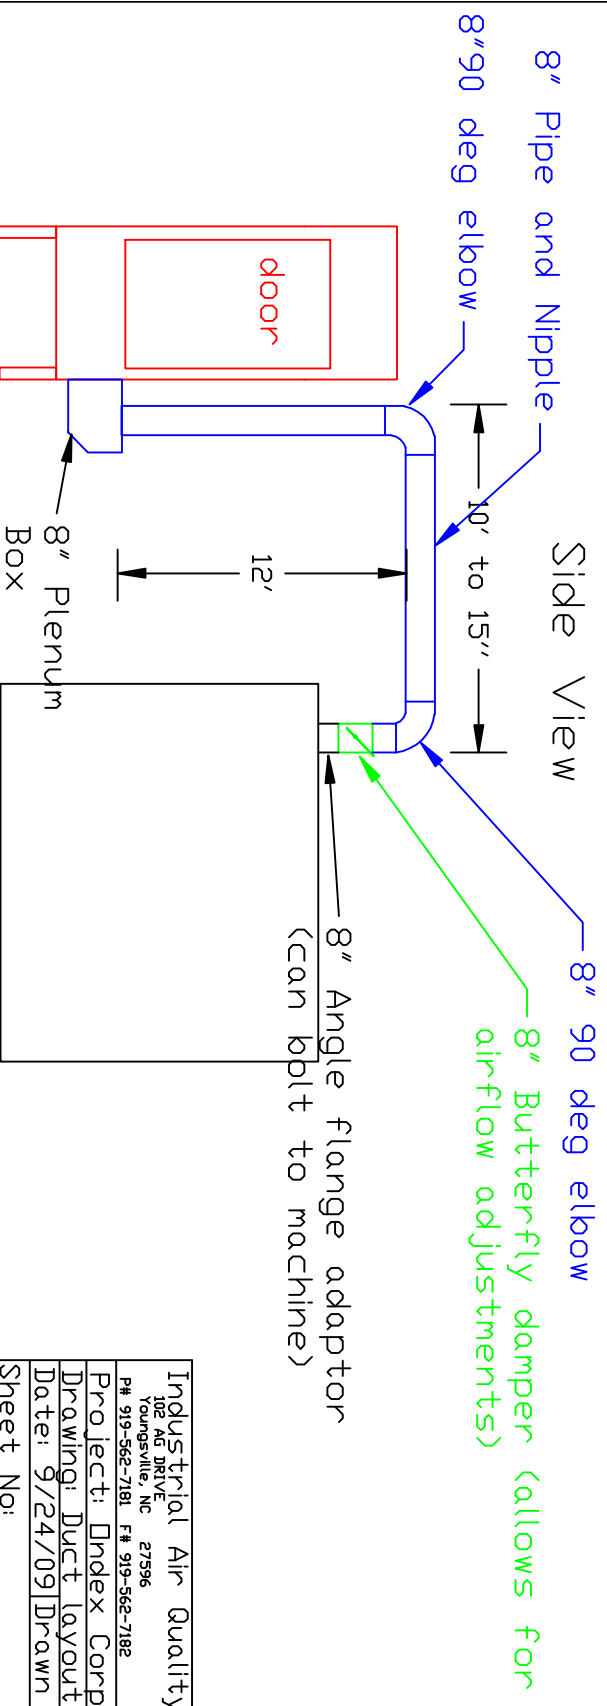 Side View
8" Pipe and Nipple
8"90 deg elbow
10' to 15"
8" 90 deg elbow
8" Butterfly damper (allows for
airflow adjustments)
door
12'
8" Angle flange adaptor
(can bolt to machine)
8" Plenum
Box
Industrial Air Quality
102 AG DRIVE
Youngsville, NC 27596
P# 919-562-7181 F# 919-562-7182
Project: Index Corp
Drawing: Duct layout
Date: 9/24/09 Drawn
Sheet No: